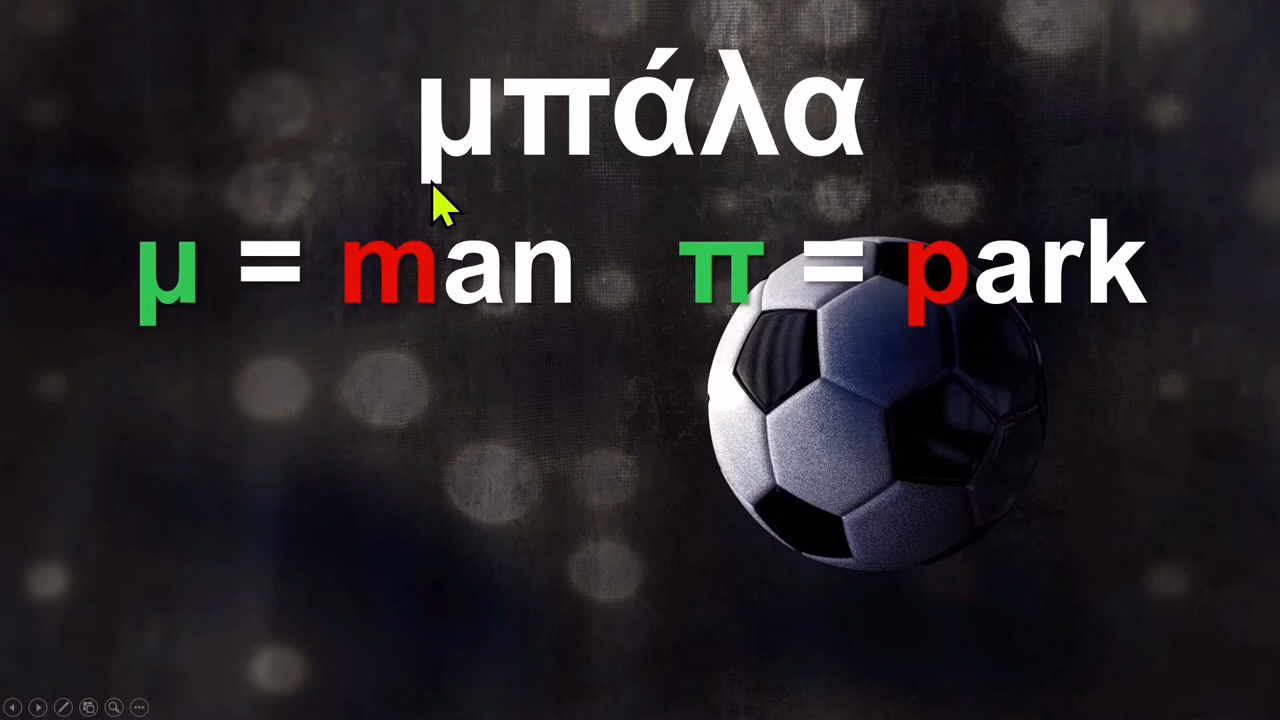 μπάλα
μ = man π = park